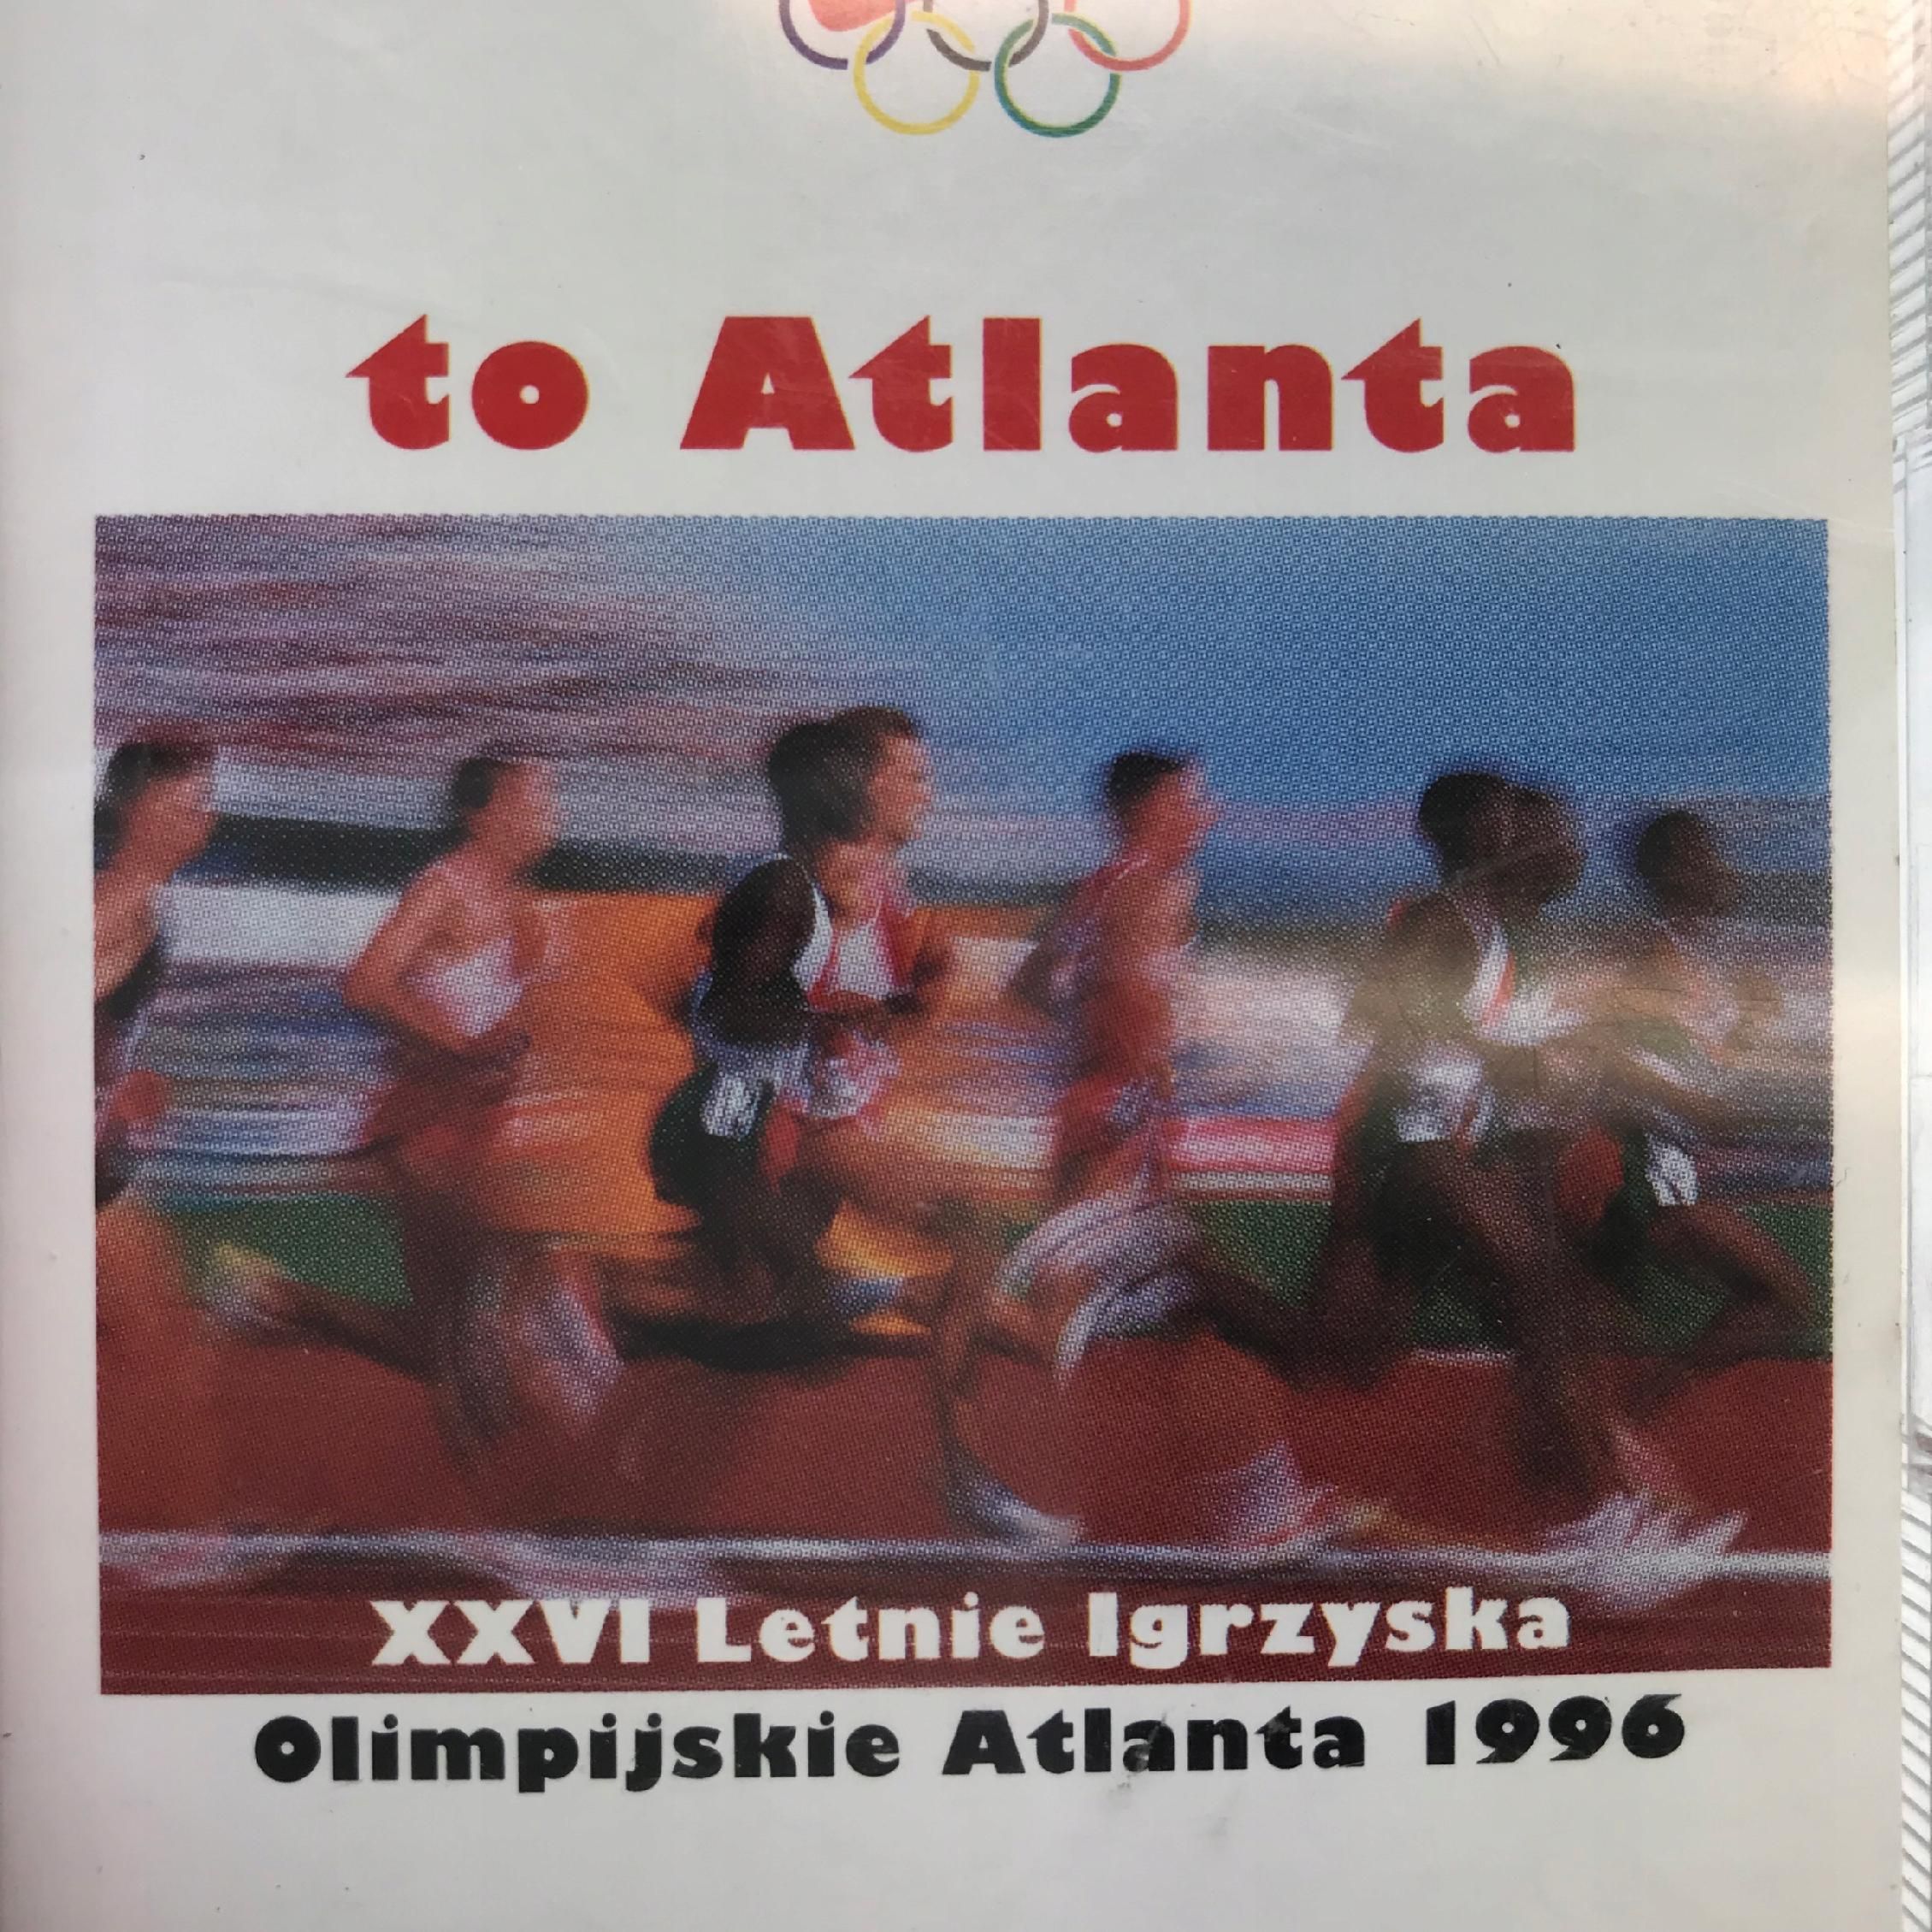 to Atlanta
XXVI Letnie Igrzyska
Olimpijskie Atlanta 1996